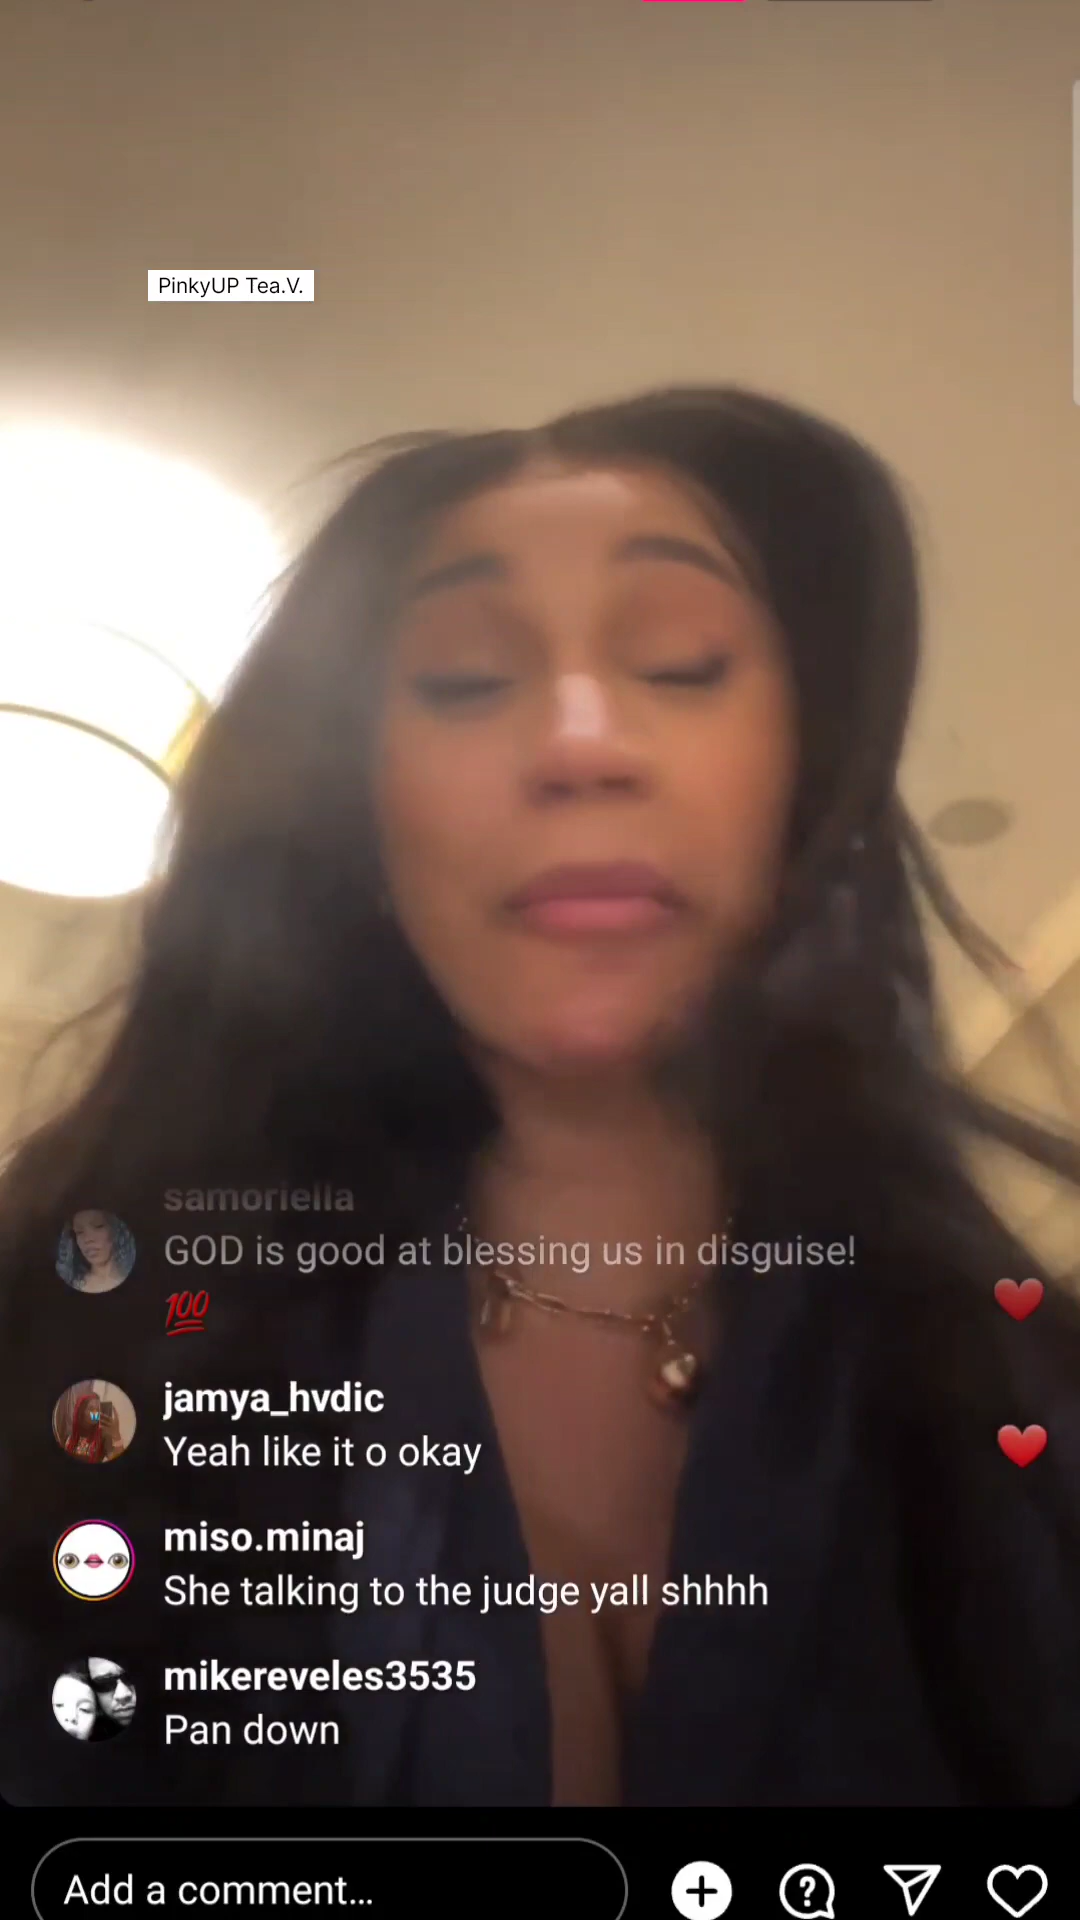 PinkyUP Tea.V.
samoriella
GOD is good at blessing us in disguise!
💯
jamya_hvdic
Yeah like it o okay
miso.minaj
She talking to the judge yall shhhh
mikereveles3535
Pan down
Add a comment...